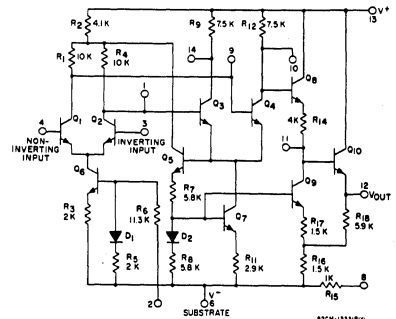 V+
13
R2
4.1K
R9
7.5K
R12
7.5K
14
9
10
R1
10K
R4
10K
1
Q8
Q1
Q2
Q3
Q4
4K
R14
4
3
NON-
INVERTING
INPUT
INVERTING
INPUT
Q5
11
Q10
Q6
R7
5.8K
Q9
12
VOUT
R3
2K
R6
11.3K
Q7
R17
1.5K
R18
5.9K
D1
D2
R5
2K
R8
5.8K
R11
2.9K
R16
1.5K
1K
R15
8
2
V-
6
SUBSTRATE